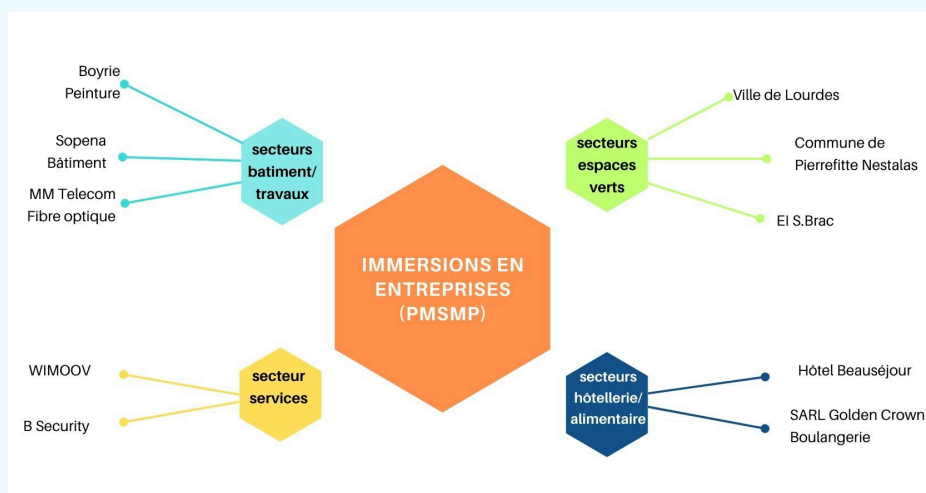 Boyrie
Peinture
Sopena
Bâtiment
MM Telecom
Fibre optique
secteurs
batiment/
travaux
secteurs
espaces
verts
Ville de Lourdes
Commune de
Pierrefitte Nestalas
EI S.Brac
IMMERSIONS EN
ENTREPRISES
(PMSMP)
WIMOOV
B Security
secteur
services
secteurs
hôtellerie/
alimentaire
Hôtel Beauséjour
SARL Golden Crown
Boulangerie